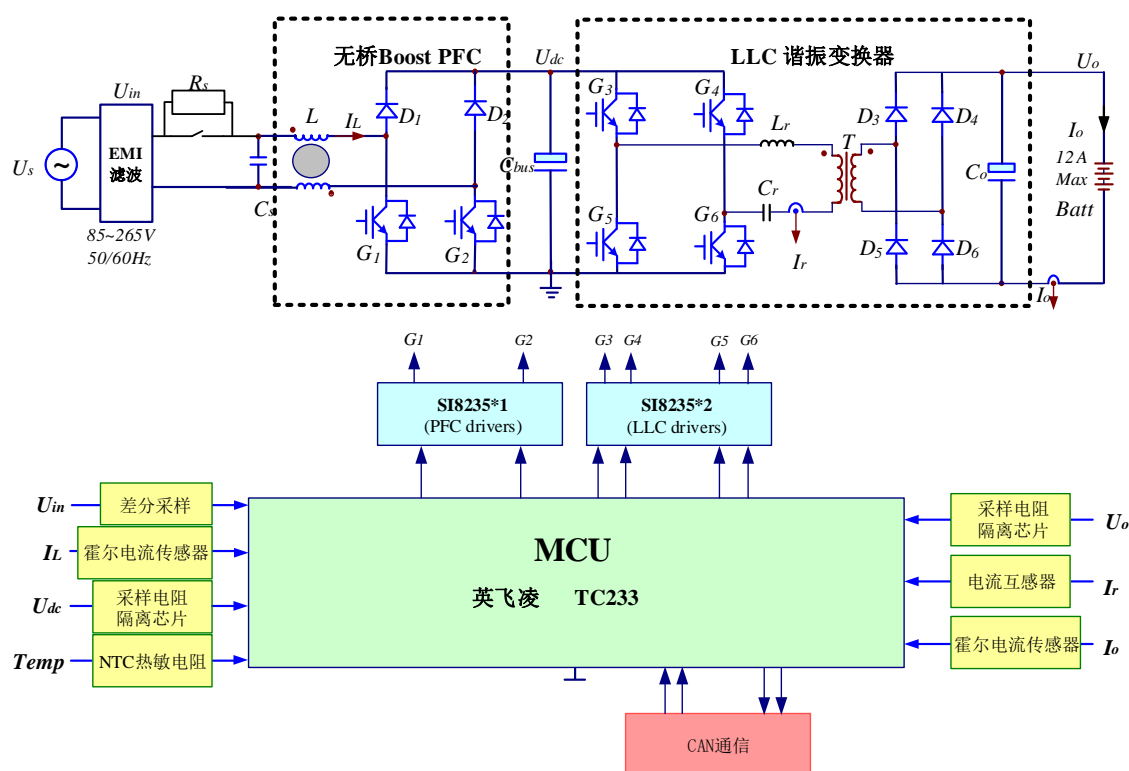 无桥Boost PFC
LLC 谐振变换器
Udc
Uo
Uin
Rs
Us
EMI
滤波
85~265V
50/60Hz
Cs
L
IL
D1
D2
G1
G2
Cbus
G3
G4
G5
G6
Lr
Cr
Ir
T
D3
D4
D5
D6
Co
Io
12A
Max
Batt
Io
G1
G2
G3
G4
G5
G6
SI8235*1
(PFC drivers)
SI8235*2
(LLC drivers)
Uin
差分采样
IL
霍尔电流传感器
Udc
采样电阻
隔离芯片
Temp
NTC热敏电阻
MCU
英飞凌 TC233
采样电阻
隔离芯片
Uo
电流互感器
Ir
霍尔电流传感器
Io
CAN通信